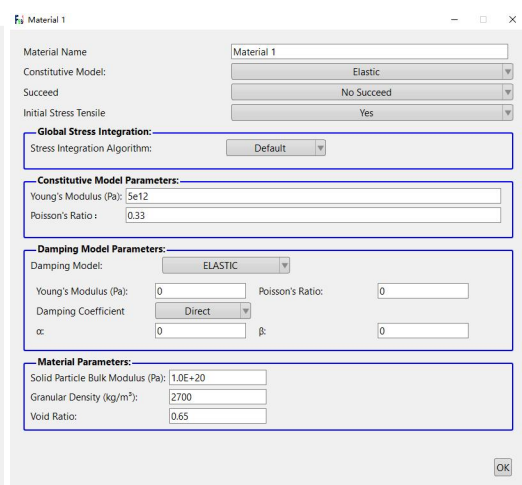 Material 1
Material Name Material 1
Constitutive Model: Elastic
Succeed No Succeed
Initial Stress Tensile Yes
Global Stress Integration:
Stress Integration Algorithm: Default
Constitutive Model Parameters:
Young's Modulus (Pa): 5e12
Poisson's Ratio： 0.33
Damping Model Parameters:
Damping Model: ELASTIC
Young's Modulus (Pa): 0 Poisson's Ratio: 0
Damping Coefficient Direct
α: 0 β: 0
Material Parameters:
Solid Particle Bulk Modulus (Pa): 1.0E+20
Granular Density (kg/m³): 2700
Void Ratio: 0.65
OK